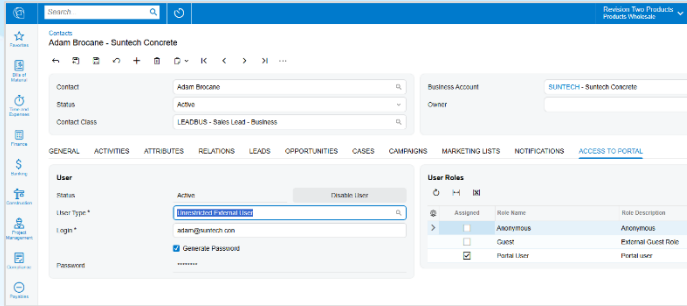 Search...
Revision Two Products
Products Wholesale
Favorites
Bills of Material
Time and Expenses
Finance
Banking
Construction
Project Management
Compliance
Payables
Contacts
Adam Brocane - Suntech Concrete
Contact Adam Brocane
Status Active
Contact Class LEADBUS - Sales Lead - Business
Business Account SUNTECH - Suntech Concrete
Owner
GENERAL ACTIVITIES ATTRIBUTES RELATIONS LEADS OPPORTUNITIES CASES CAMPAIGNS MARKETING LISTS NOTIFICATIONS ACCESS TO PORTAL
User
Status Active Disable User
User Type * Unrestricted External User
Login * adam@suntech.con
Generate Password
Password ********
User Roles
Assigned Role Name Role Description
Anonymous Anonymous
Guest External Guest Role
Portal User Portal user